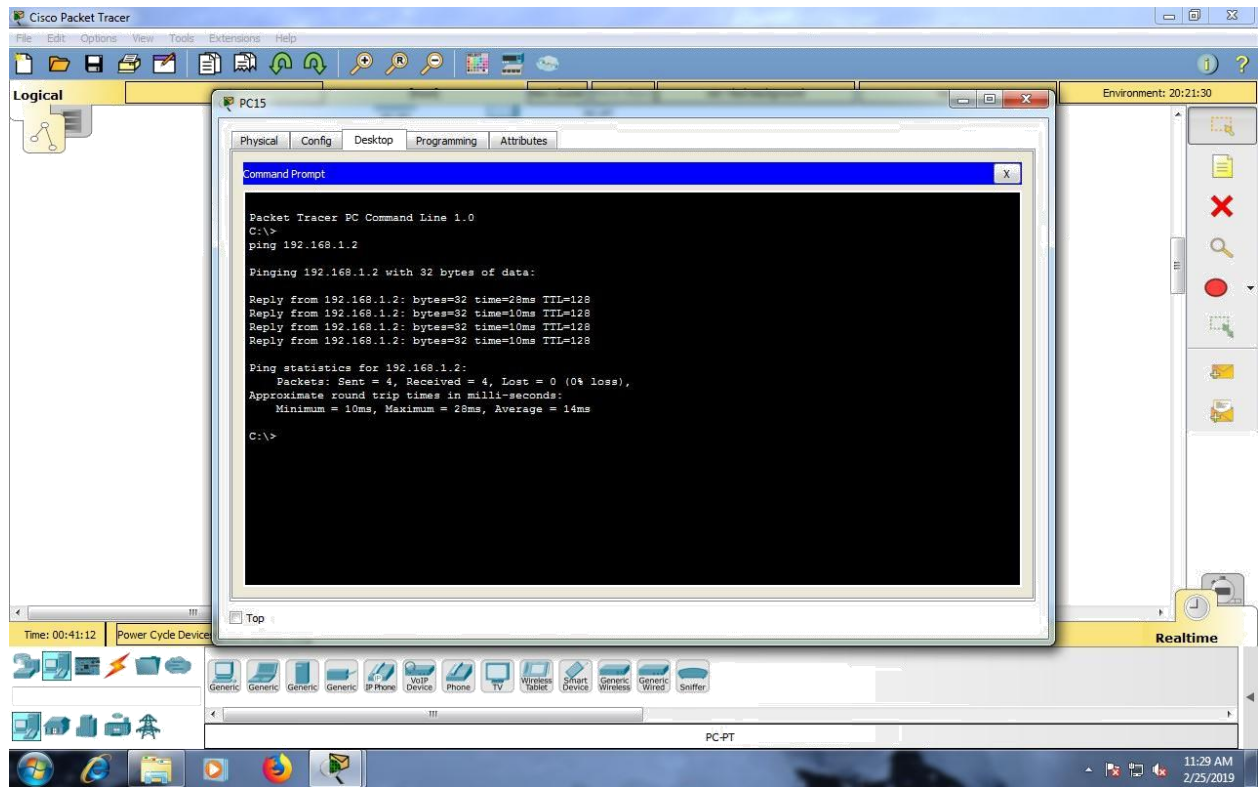 Cisco Packet Tracer
File Edit Options View Tools Extensions Help
Logical
Environment: 20:21:30
PC15
Physical Config Desktop Programming Attributes
Command Prompt
X
Packet Tracer PC Command Line 1.0
C:\>
ping 192.168.1.2
Pinging 192.168.1.2 with 32 bytes of data:
Reply from 192.168.1.2: bytes=32 time=28ms TTL=128
Reply from 192.168.1.2: bytes=32 time=10ms TTL=128
Reply from 192.168.1.2: bytes=32 time=10ms TTL=128
Reply from 192.168.1.2: bytes=32 time=10ms TTL=128
Ping statistics for 192.168.1.2:
Packets: Sent = 4, Received = 4, Lost = 0 (0% loss),
Approximate round trip times in milli-seconds:
Minimum = 10ms, Maximum = 28ms, Average = 14ms
C:\>
Top
Time: 00:41:12 Power Cycle Device
Realtime
Generic Generic Generic Generic IP Phone VoIP Device Phone TV Wireless Tablet Smart Device Generic Wireless Generic Wired Sniffer
PC-PT
11:29 AM
2/25/2019